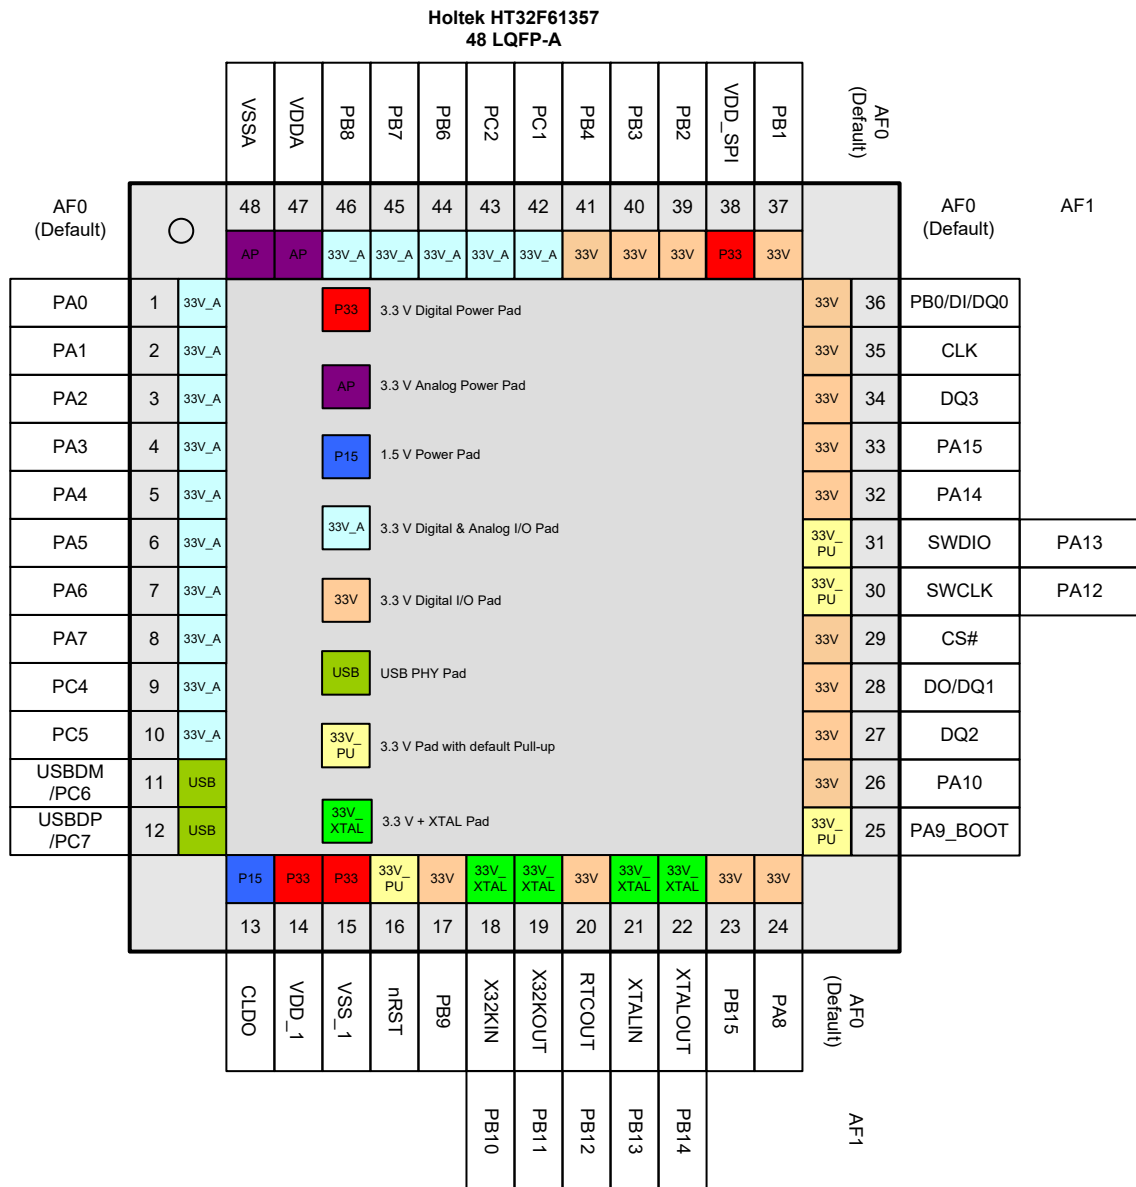 Holtek HT32F61357
48 LQFP-A
VSSA
VDDA
PB8
PB7
PB6
PC2
PC1
PB4
PB3
PB2
VDD_SPI
PB1
AF0
(Default)
AF0
(Default)
48
47
46
45
44
43
42
41
40
39
38
37
AF0
(Default)
AF1
AP
AP
33V_A
33V_A
33V_A
33V_A
33V_A
33V
33V
33V
P33
33V
PA0
1
33V_A
P33
3.3 V Digital Power Pad
33V
36
PB0/DI/DQ0
PA1
2
33V_A
33V
35
CLK
PA2
3
33V_A
AP
3.3 V Analog Power Pad
33V
34
DQ3
PA3
4
33V_A
P15
1.5 V Power Pad
33V
33
PA15
PA4
5
33V_A
33V
32
PA14
PA5
6
33V_A
33V_A
3.3 V Digital & Analog I/O Pad
33V_
PU
31
SWDIO
PA13
PA6
7
33V_A
33V
3.3 V Digital I/O Pad
33V_
PU
30
SWCLK
PA12
PA7
8
33V_A
33V
29
CS#
PC4
9
33V_A
USB
USB PHY Pad
33V
28
DO/DQ1
PC5
10
33V_A
33V_
PU
3.3 V Pad with default Pull-up
33V
27
DQ2
USBDM
/PC6
11
USB
33V
26
PA10
USBDP
/PC7
12
USB
33V_
XTAL
3.3 V + XTAL Pad
33V_
PU
25
PA9_BOOT
P15
P33
P33
33V_
PU
33V
33V_
XTAL
33V_
XTAL
33V
33V_
XTAL
33V_
XTAL
33V
33V
13
14
15
16
17
18
19
20
21
22
23
24
CLDO
VDD_1
VSS_1
nRST
PB9
X32KIN
X32KOUT
RTCOUT
XTALIN
XTALOUT
PB15
PA8
AF0
(Default)
PB10
PB11
PB12
PB13
PB14
AF1